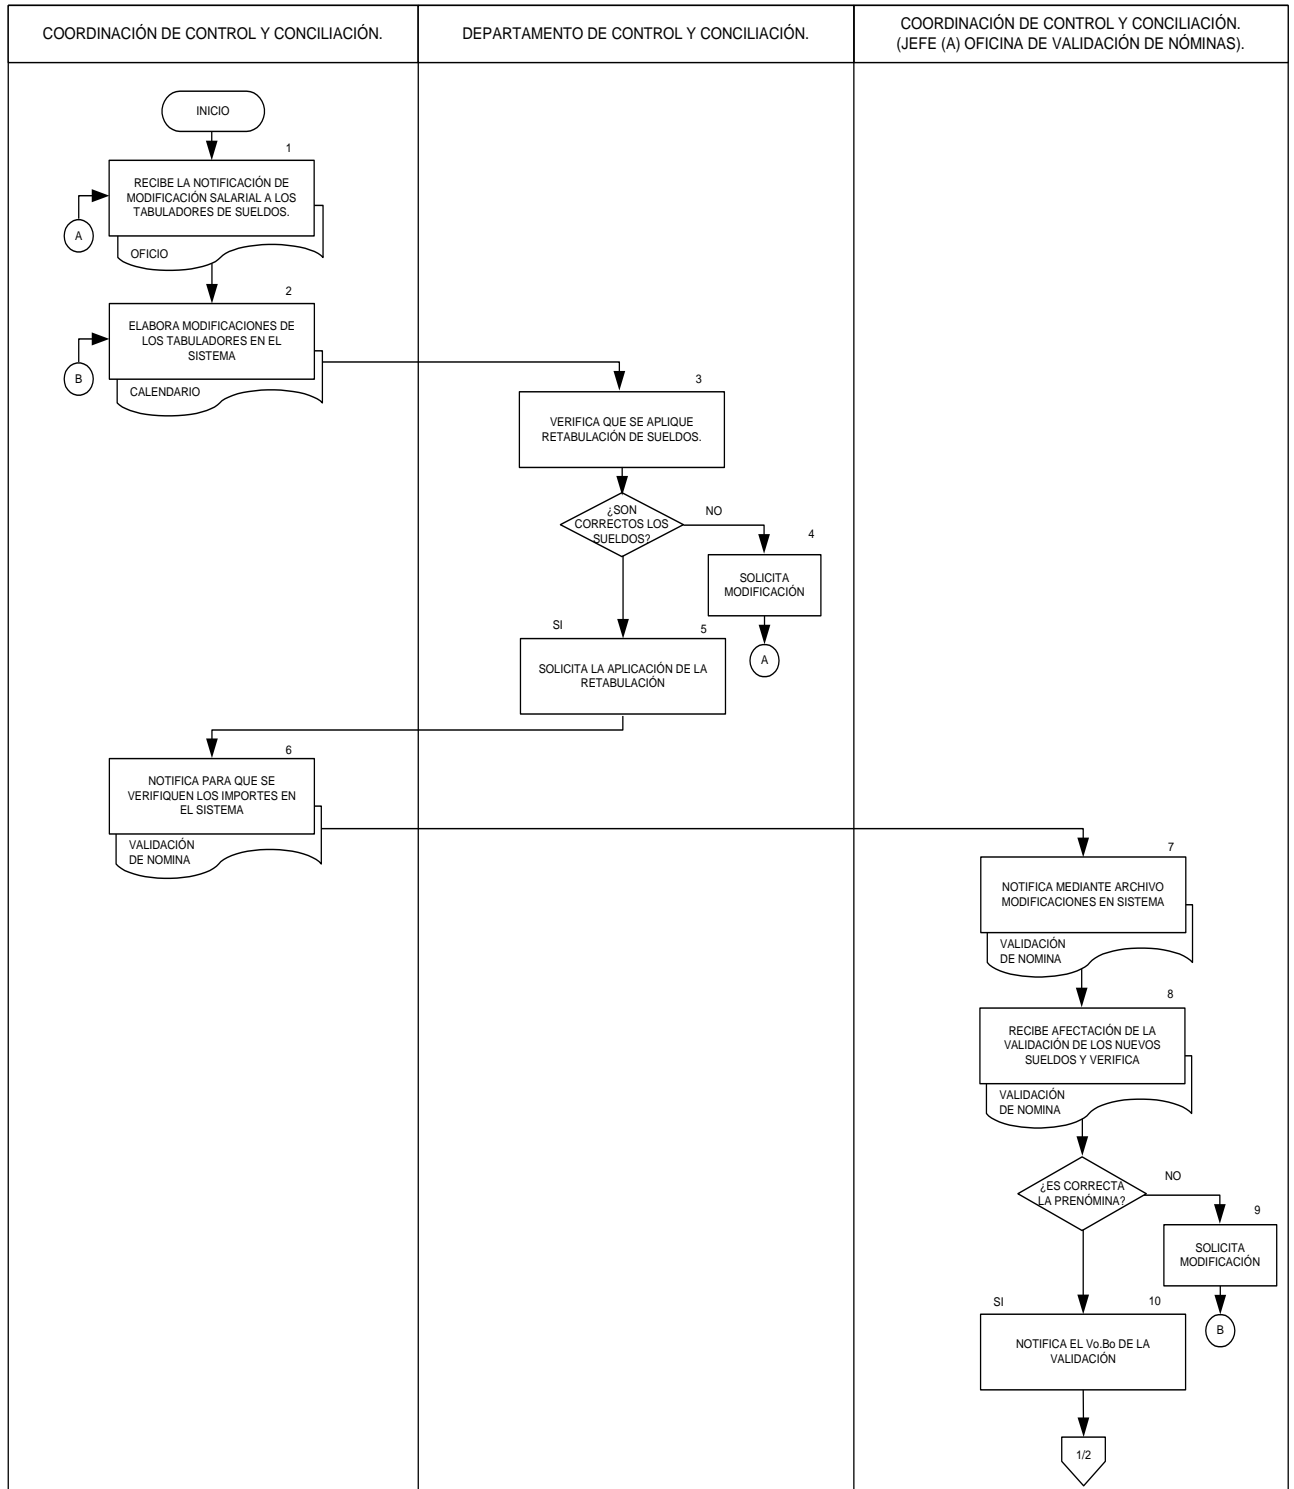 COORDINACIÓN DE CONTROL Y CONCILIACIÓN.
DEPARTAMENTO DE CONTROL Y CONCILIACIÓN.
COORDINACIÓN DE CONTROL Y CONCILIACIÓN.
(JEFE (A) OFICINA DE VALIDACIÓN DE NÓMINAS).
INICIO
1
RECIBE LA NOTIFICACIÓN DE
MODIFICACIÓN SALARIAL A LOS
TABULADORES DE SUELDOS.
A
OFICIO
2
ELABORA MODIFICACIONES DE
LOS TABULADORES EN EL
SISTEMA
B
CALENDARIO
3
VERIFICA QUE SE APLIQUE
RETABULACIÓN DE SUELDOS.
¿SON
CORRECTOS LOS
SUELDOS?
NO
4
SOLICITA
MODIFICACIÓN
A
SI
5
SOLICITA LA APLICACIÓN DE LA
RETABULACIÓN
6
NOTIFICA PARA QUE SE
VERIFIQUEN LOS IMPORTES EN
EL SISTEMA
VALIDACIÓN
DE NOMINA
7
NOTIFICA MEDIANTE ARCHIVO
MODIFICACIONES EN SISTEMA
VALIDACIÓN
DE NOMINA
8
RECIBE AFECTACIÓN DE LA
VALIDACIÓN DE LOS NUEVOS
SUELDOS Y VERIFICA
VALIDACIÓN
DE NOMINA
¿ES CORRECTA
LA PRENÓMINA?
NO
9
SOLICITA
MODIFICACIÓN
B
SI
10
NOTIFICA EL Vo.Bo DE LA
VALIDACIÓN
1/2